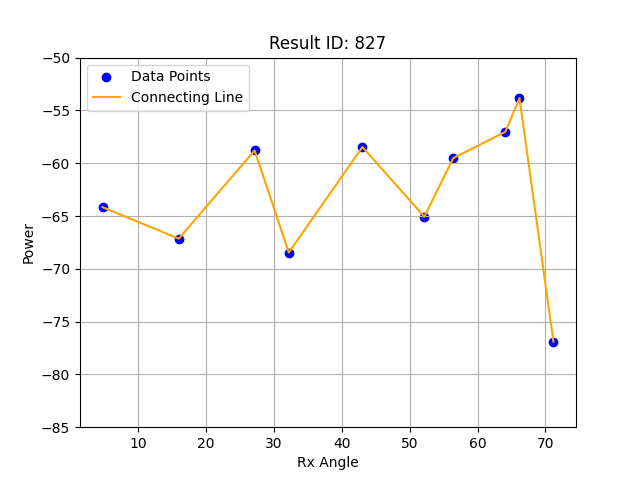 Result ID: 827
−50
−55
−60
−65
−70
−75
−80
−85
Power
Data Points
Connecting Line
10 20 30 40 50 60 70
Rx Angle